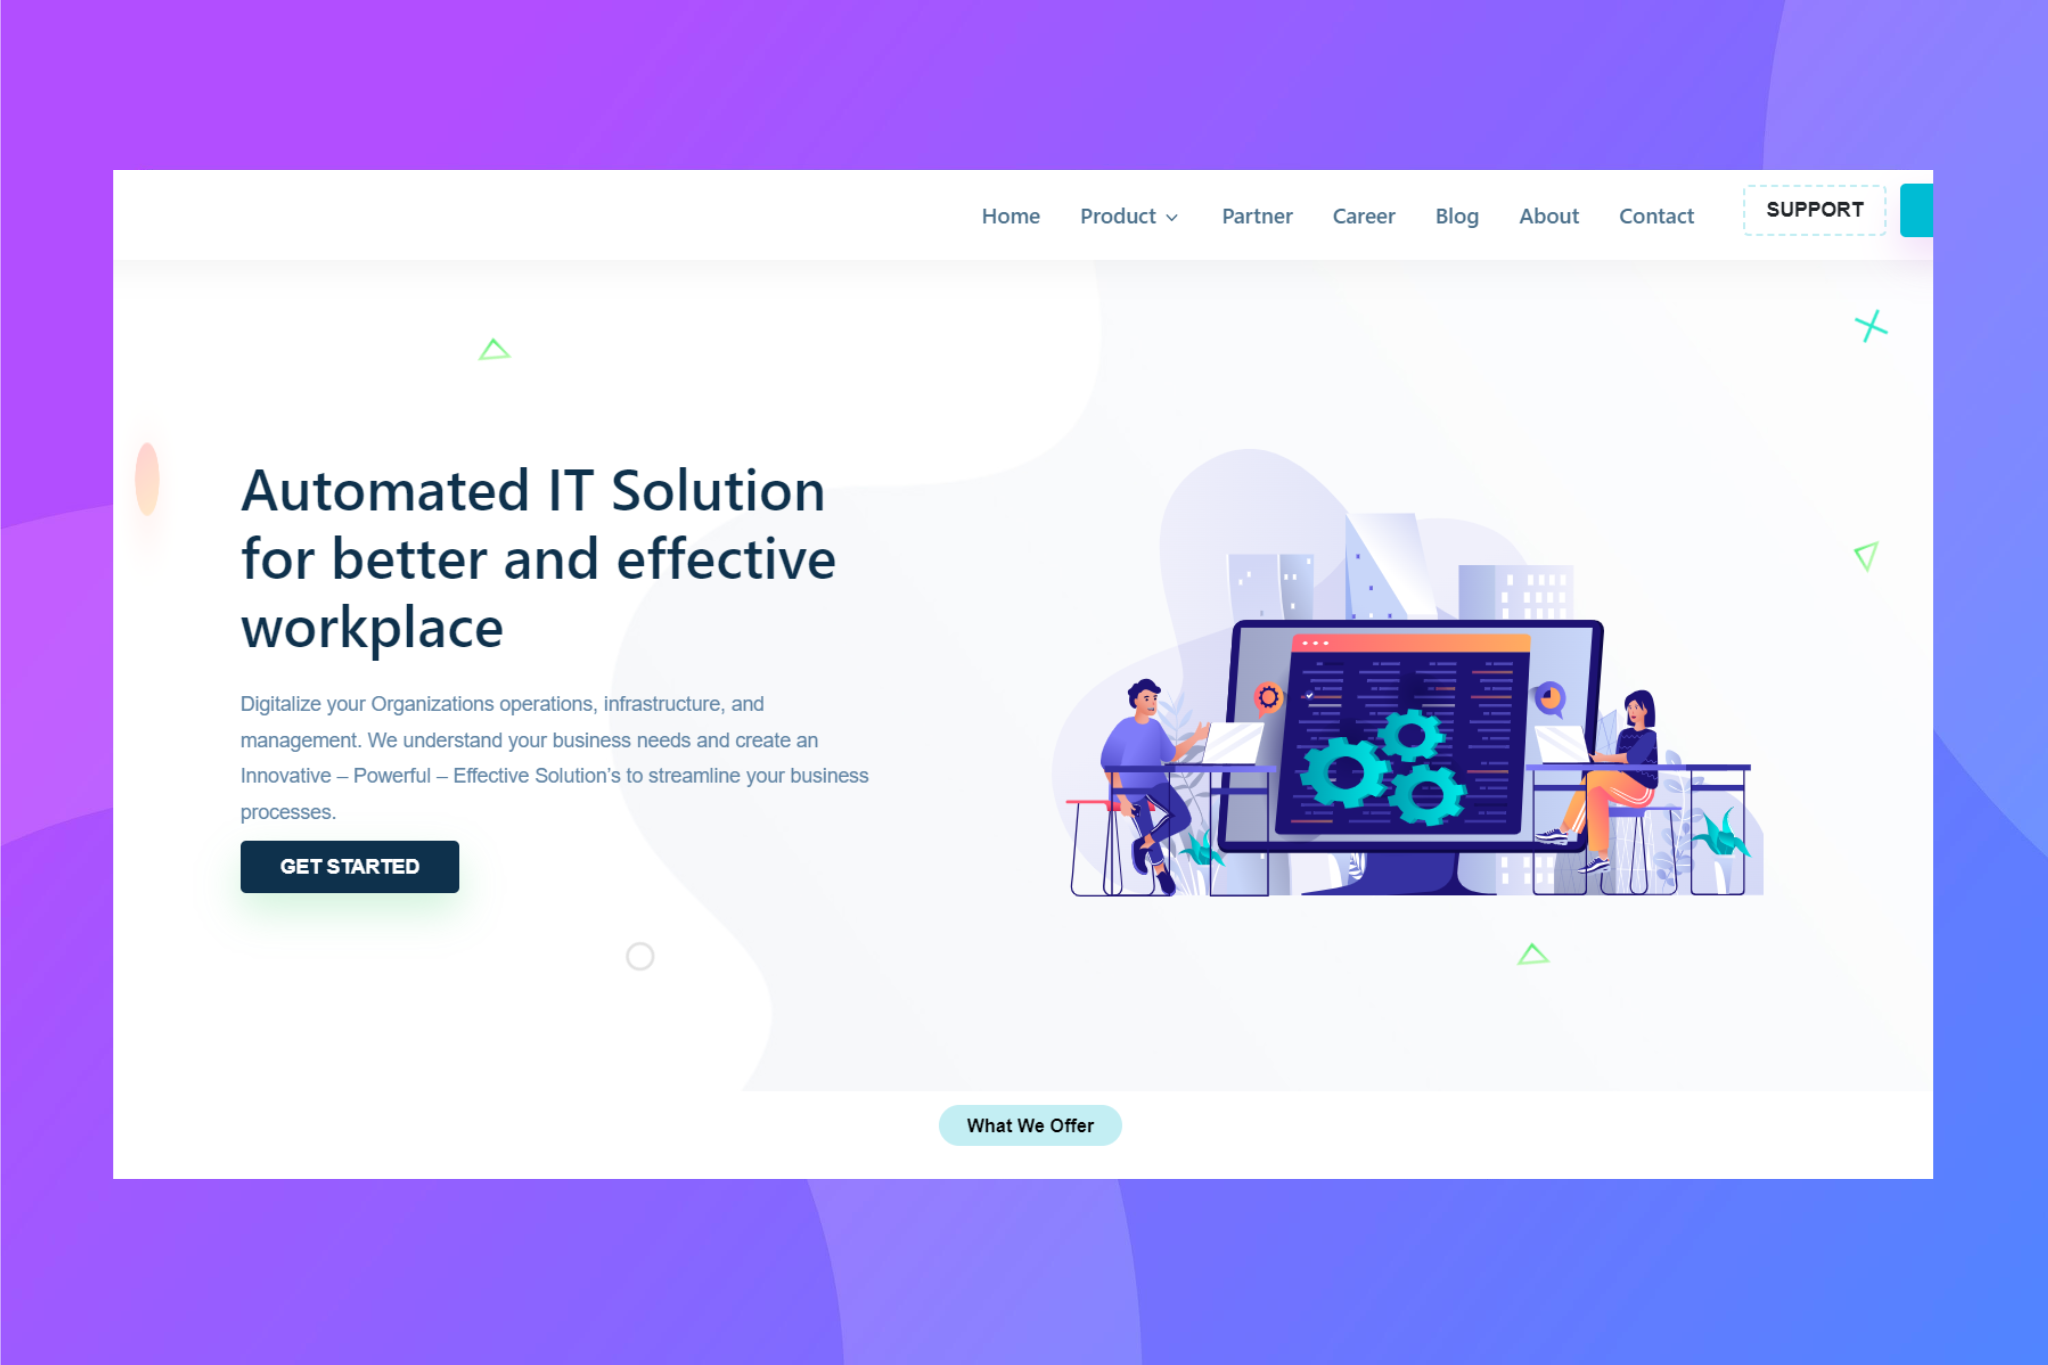 Home Product Partner Career Blog About Contact SUPPORT
Automated IT Solution
for better and effective
workplace
Digitalize your Organizations operations, infrastructure, and
management. We understand your business needs and create an
Innovative – Powerful – Effective Solution's to streamline your business
processes.
GET STARTED
What We Offer